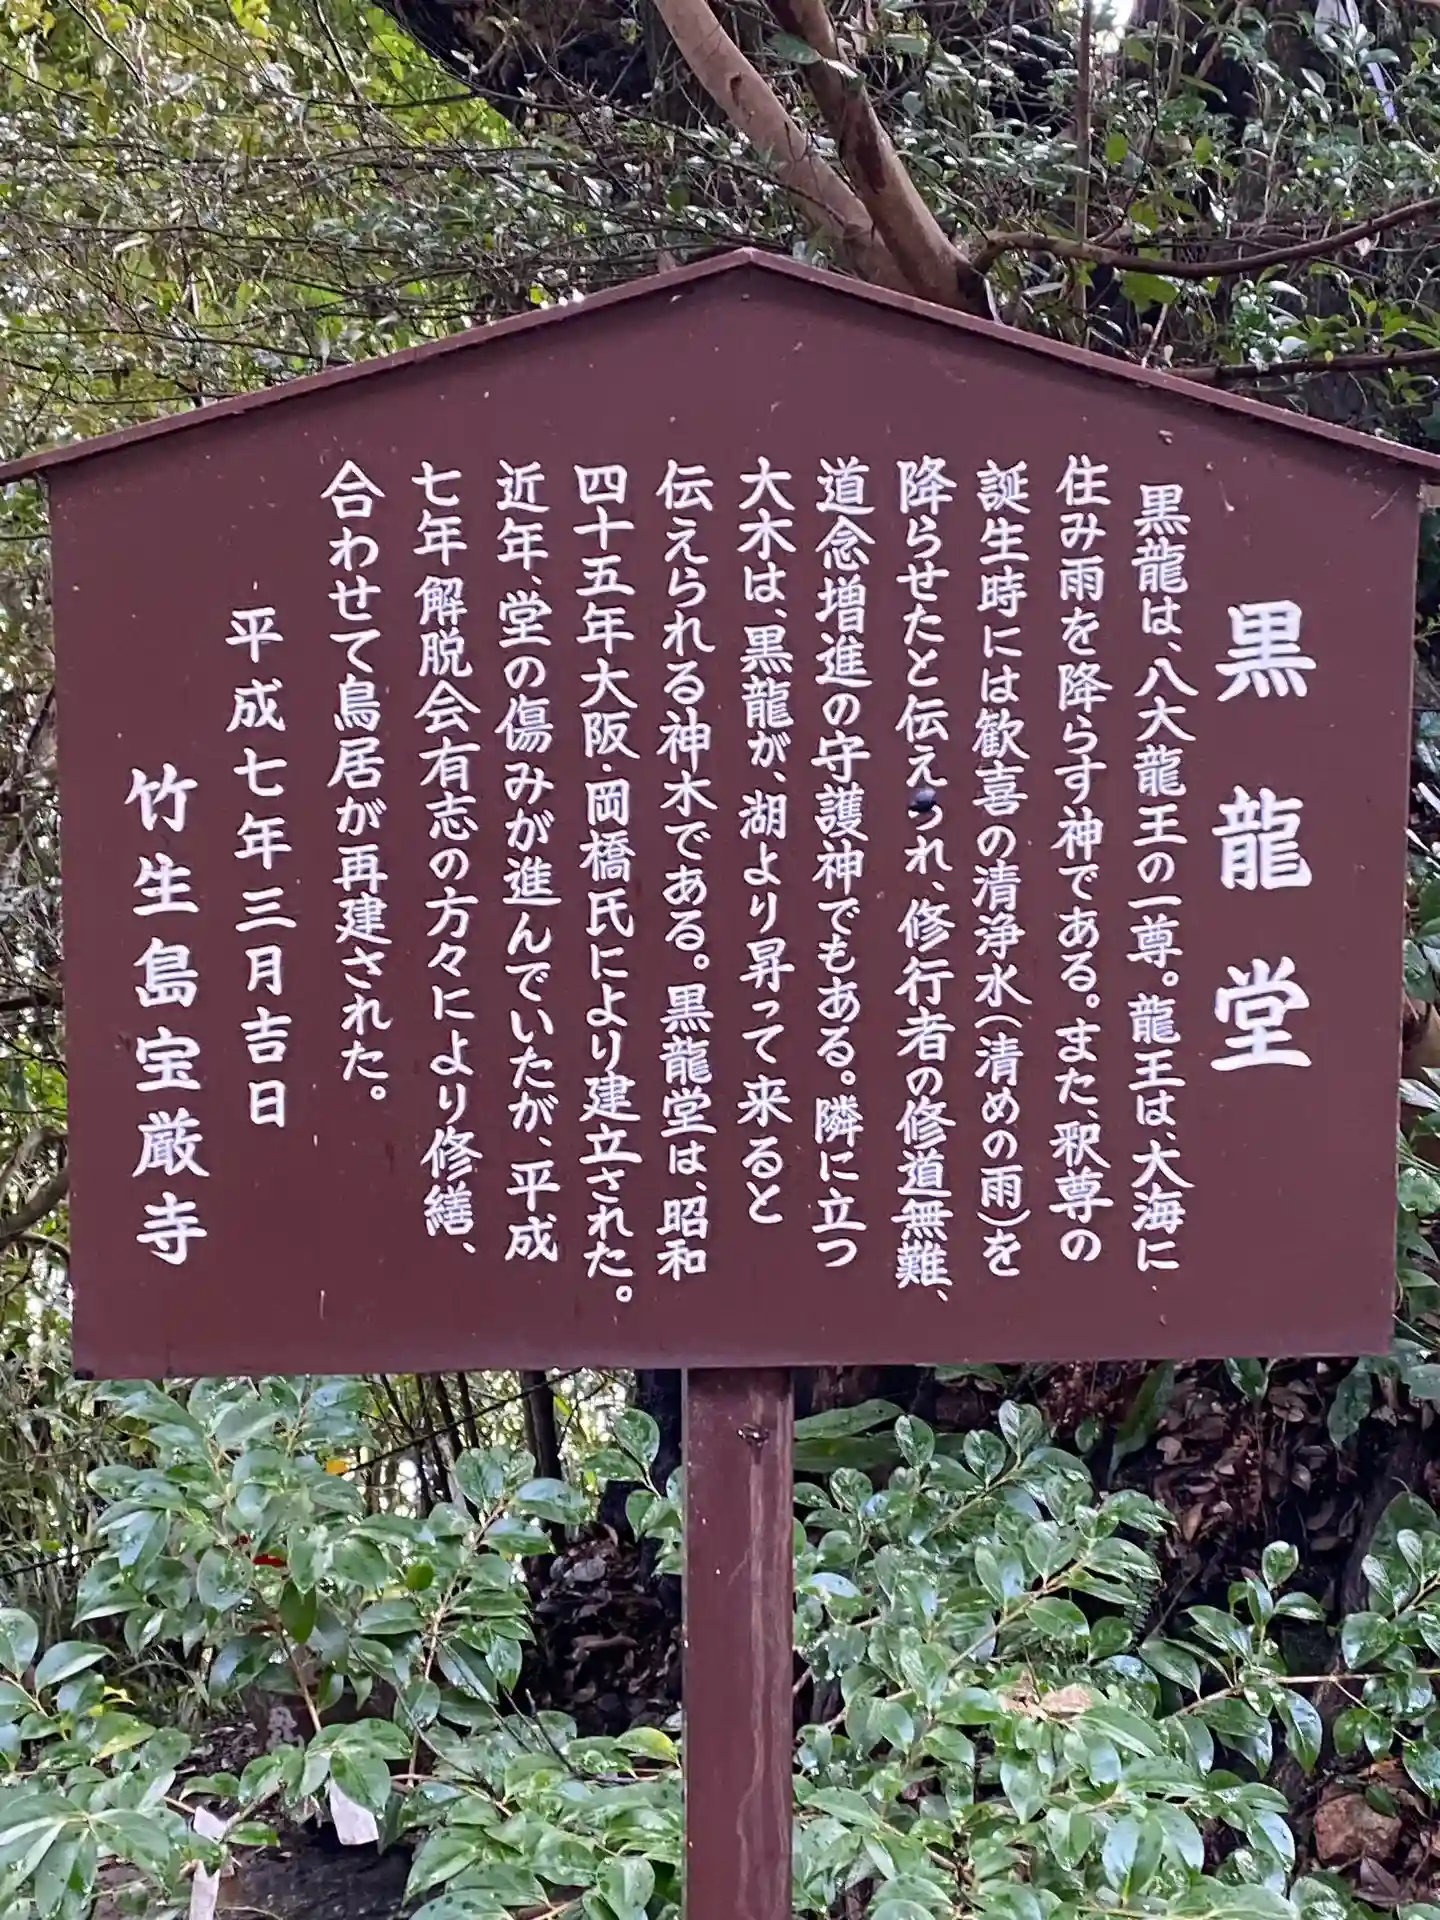 黒龍堂
黒龍は、八大龍王の一尊。龍王は、大海に
住み雨を降らす神である。また、釈尊の
誕生時には歓喜の清浄水(清めの雨)を
降らせたと伝えられ、修行者の修道無難、
道念増進の守護神でもある。隣に立つ
大木は、黒龍が、湖より昇って来ると
伝えられる神木である。黒龍堂は、昭和
四十五年大阪・岡橋氏により建立された。
近年、堂の傷みが進んでいたが、平成
七年解脱会有志の方々により修繕、
合わせて鳥居が再建された。
平成七年三月吉日
竹生島宝厳寺